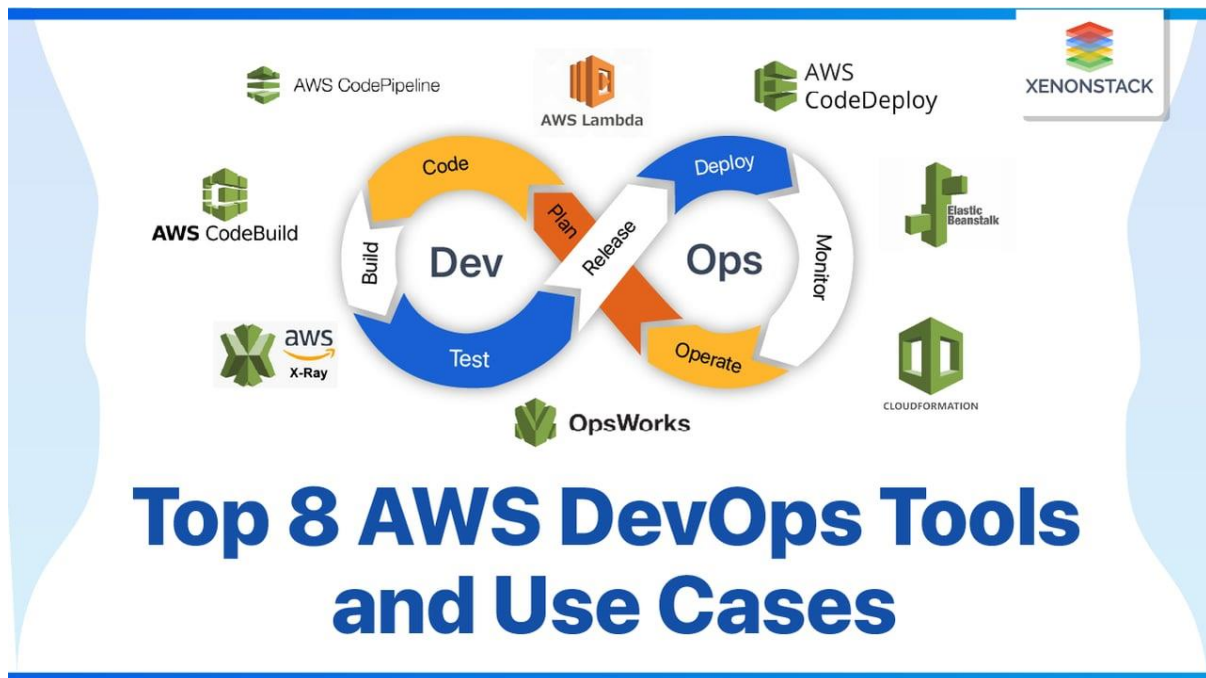 AWS CodePipeline
AWS Lambda
AWS
CodeDeploy
XENONSTACK
AWS CodeBuild
Elastic
Beanstalk
aws
X-Ray
CLOUDFORMATION
OpsWorks
Code
Plan
Build
Test
Dev
Release
Deploy
Ops
Monitor
Operate
Top 8 AWS DevOps Tools
and Use Cases